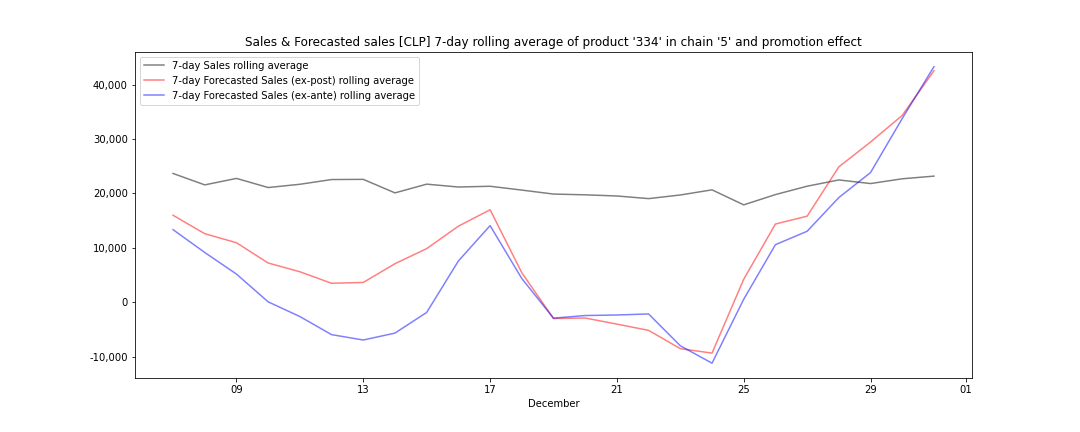 Sales & Forecasted sales [CLP] 7-day rolling average of product '334' in chain '5' and promotion effect
7-day Sales rolling average
7-day Forecasted Sales (ex-post) rolling average
7-day Forecasted Sales (ex-ante) rolling average
40,000
30,000
20,000
10,000
0
-10,000
09 13 17 21 25 29 01
December